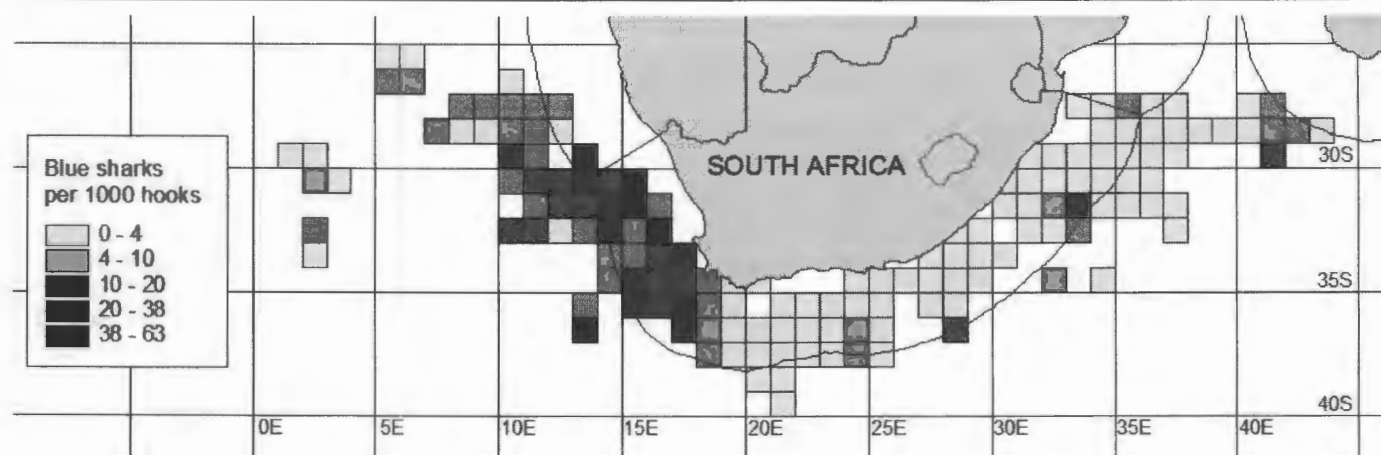 SOUTH AFRICA
30S
Blue sharks
per 1000 hooks
0 - 4
4 - 10
10 - 20
20 - 38
38 - 63
35S
40S
0E
5E
10E
15E
20E
25E
30E
35E
40E